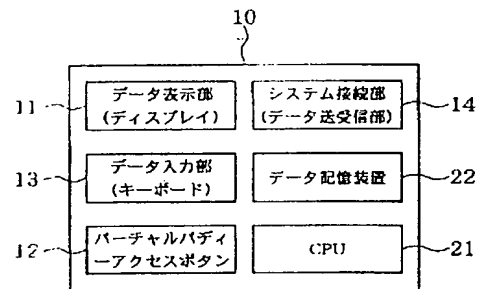 10
11
データ表示部
(ディスプレイ)
システム接続部
(データ送受信部)
14
13
データ入力部
(キーボード)
データ記憶装置
22
12
バーチャルバディ
ーアクセスボタン
CPU
21